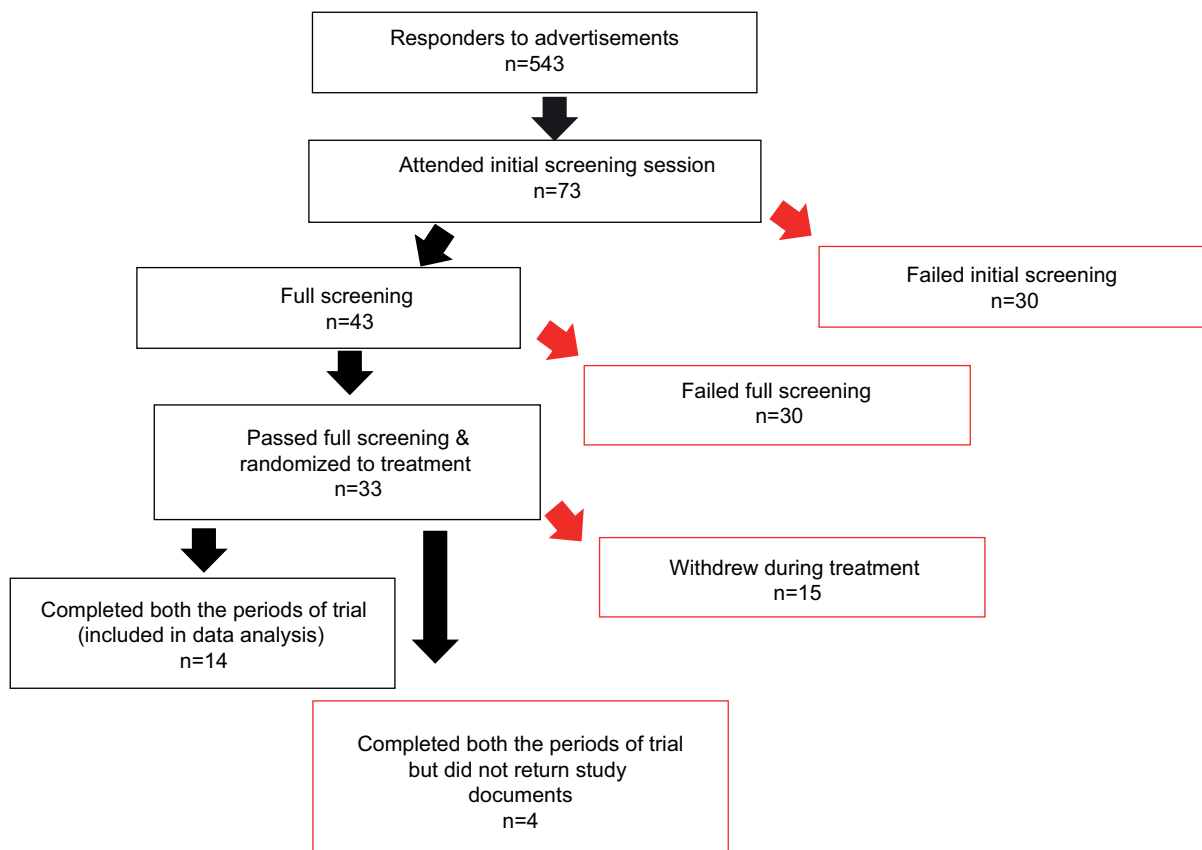 Responders to advertisements
n=543
Attended initial screening session
n=73
Failed initial screening
n=30
Full screening
n=43
Failed full screening
n=30
Passed full screening &
randomized to treatment
n=33
Withdrew during treatment
n=15
Completed both the periods of trial
(included in data analysis)
n=14
Completed both the periods of trial
but did not return study
documents
n=4